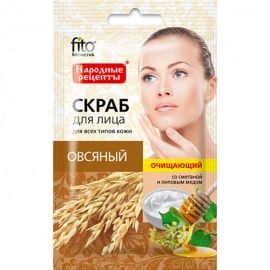 fito
косметик
Народные
рецепты
СКРАБ
для лица
для всех типов кожи
ОВСЯНЫЙ
ОЧИЩАЮЩИЙ
со сметаной
и липовым медом